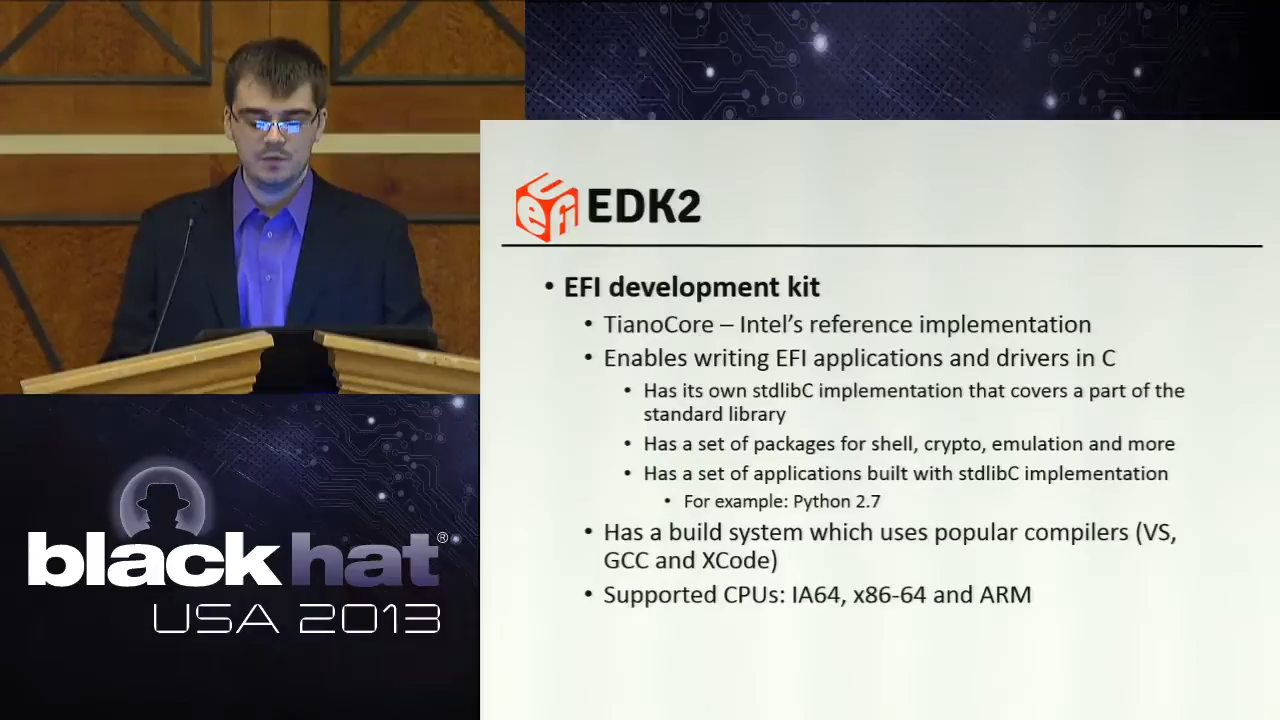 uefi EDK2
• EFI development kit
• TianoCore – Intel's reference implementation
• Enables writing EFI applications and drivers in C
• Has its own stdlibC implementation that covers a part of the
standard library
• Has a set of packages for shell, crypto, emulation and more
• Has a set of applications built with stdlibC implementation
• For example: Python 2.7
• Has a build system which uses popular compilers (VS,
GCC and XCode)
• Supported CPUs: IA64, x86-64 and ARM
blackhat®
USA 2013